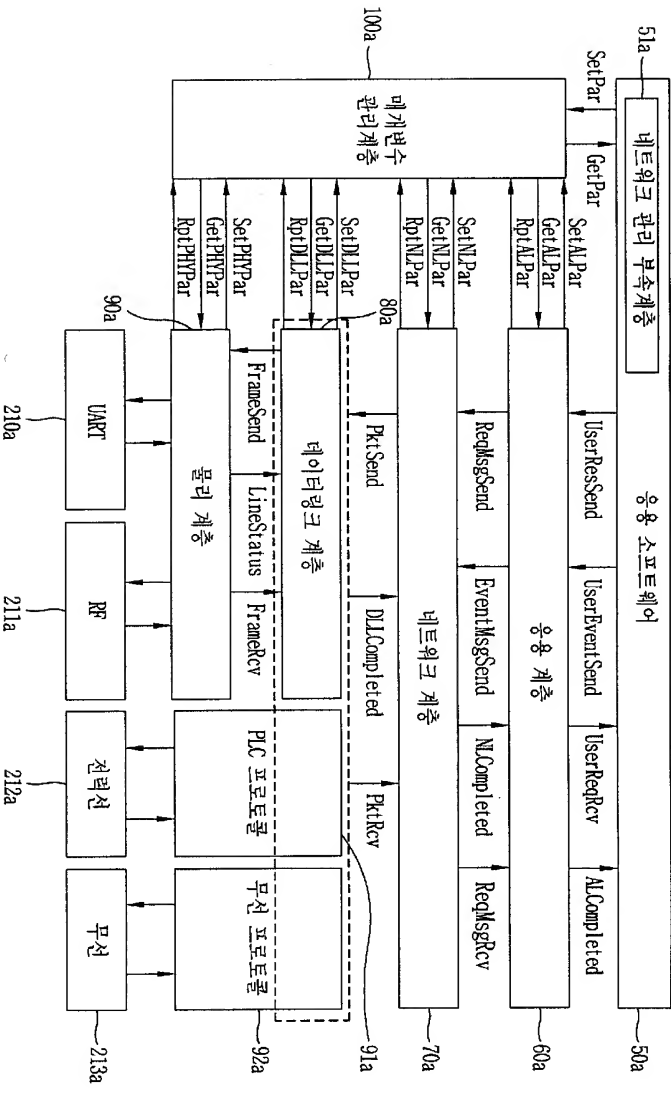 51a
네트워크 관리 부속계층
응용 소프트웨어
50a
SetPar
GetPar
UserResSend
UserEventSend
UserReqRcv
ALCompleted
100a
매개변수
관리계층
SetALPar
GetALPar
RptALPar
응용 계층
60a
ReqMsgSend
EventMsgSend
NLCompleted
ReqMsgRcv
SetNLPar
GetNLPar
RptNLPar
네트워크 계층
70a
PktSend
DLLCompleted
PktRcv
SetDLLPar
GetDLLPar
RptDLLPar
80a
데이터링크 계층
91a
FrameSend
LineStatus
FrameRcv
PLC 프로토콜
무선 프로토콜
92a
SetPHYPar
GetPHYPar
RptPHYPar
90a
물리 계층
UART
RF
전력선
무선
210a
211a
212a
213a